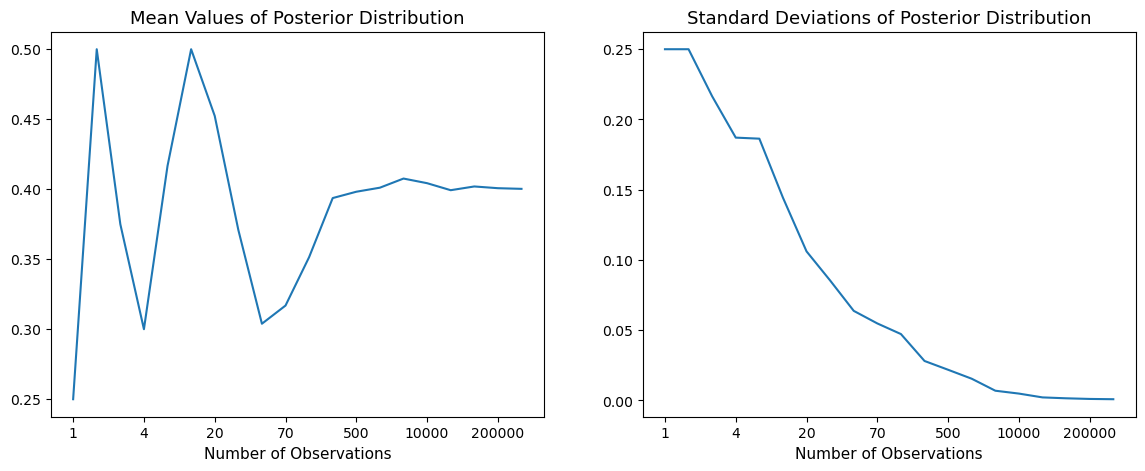 Mean Values of Posterior Distribution
0.50
0.45
0.40
0.35
0.30
0.25
1 4 20 70 500 10000 200000
Number of Observations
Standard Deviations of Posterior Distribution
0.25
0.20
0.15
0.10
0.05
0.00
1 4 20 70 500 10000 200000
Number of Observations